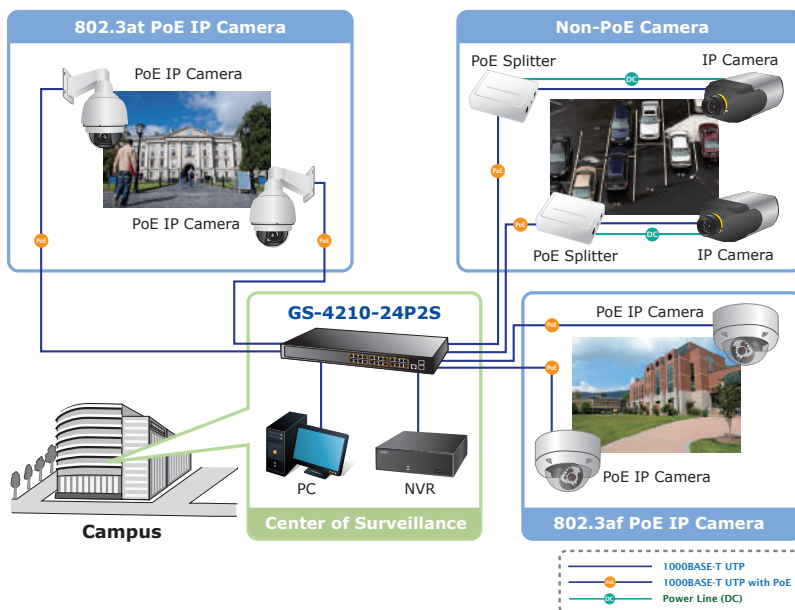 802.3at PoE IP Camera
PoE IP Camera
PoE IP Camera
PoE
PoE
Non-PoE Camera
PoE Splitter
IP Camera
DC
PoE
PoE
DC
PoE Splitter
IP Camera
GS-4210-24P2S
PC
NVR
Center of Surveillance
Campus
PoE IP Camera
PoE
PoE
PoE IP Camera
802.3af PoE IP Camera
1000BASE-T UTP
PoE 1000BASE-T UTP with PoE
DC Power Line (DC)